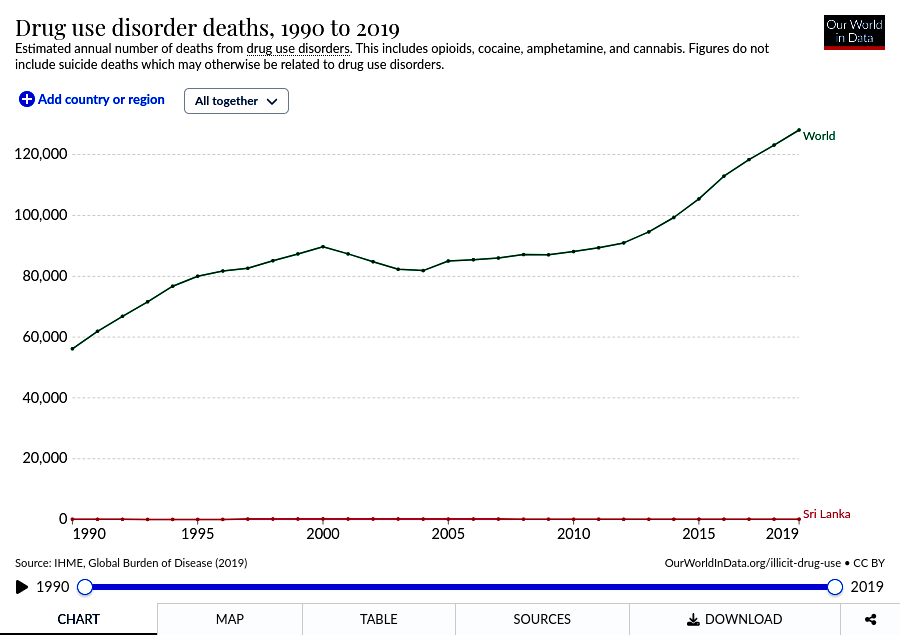 Drug use disorder deaths, 1990 to 2019
Our World
in Data
Estimated annual number of deaths from drug use disorders. This includes opioids, cocaine, amphetamine, and cannabis. Figures do not
include suicide deaths which may otherwise be related to drug use disorders.
Add country or region
All together
World
120,000
100,000
80,000
60,000
40,000
20,000
0
Sri Lanka
1990 1995 2000 2005 2010 2015 2019
Source: IHME, Global Burden of Disease (2019)
OurWorldInData.org/illicit-drug-use • CC BY
1990 2019
CHART MAP TABLE SOURCES DOWNLOAD